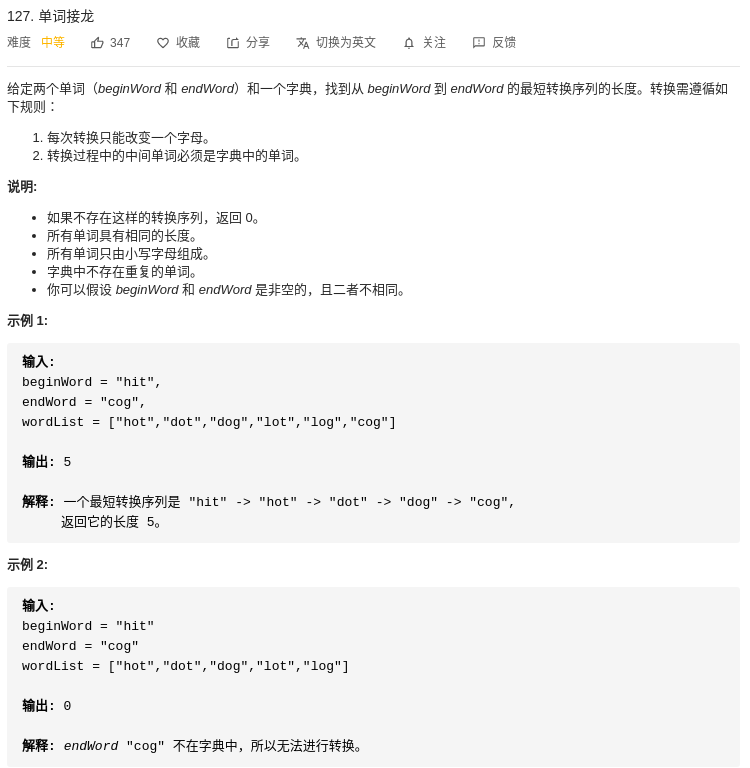 127. 单词接龙
难度 中等 347 收藏 分享 切换为英文 关注 反馈
给定两个单词（beginWord 和 endWord）和一个字典，找到从 beginWord 到 endWord 的最短转换序列的长度。转换需遵循如
下规则：
1. 每次转换只能改变一个字母。
2. 转换过程中的中间单词必须是字典中的单词。
说明:
• 如果不存在这样的转换序列，返回 0。
• 所有单词具有相同的长度。
• 所有单词只由小写字母组成。
• 字典中不存在重复的单词。
• 你可以假设 beginWord 和 endWord 是非空的，且二者不相同。
示例 1:
输入:
beginWord = "hit",
endWord = "cog",
wordList = ["hot","dot","dog","lot","log","cog"]
输出: 5
解释: 一个最短转换序列是 "hit" -> "hot" -> "dot" -> "dog" -> "cog",
返回它的长度 5。
示例 2:
输入:
beginWord = "hit"
endWord = "cog"
wordList = ["hot","dot","dog","lot","log"]
输出: 0
解释: endWord "cog" 不在字典中，所以无法进行转换。